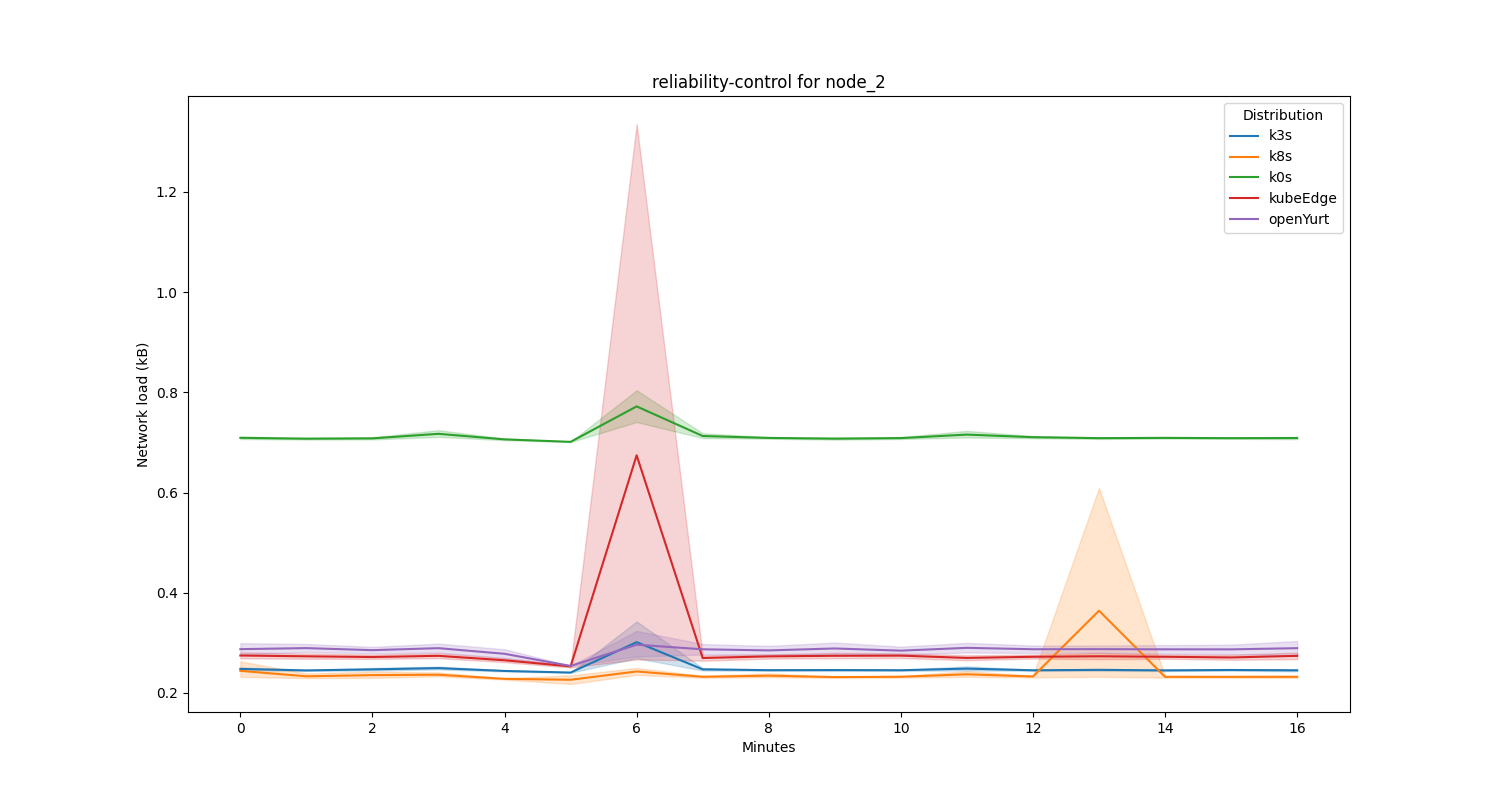 reliability-control for node_2
Distribution
k3s
k8s
k0s
kubeEdge
openYurt
Network load (kB)
1.2
1.0
0.8
0.6
0.4
0.2
0 2 4 6 8 10 12 14 16
Minutes